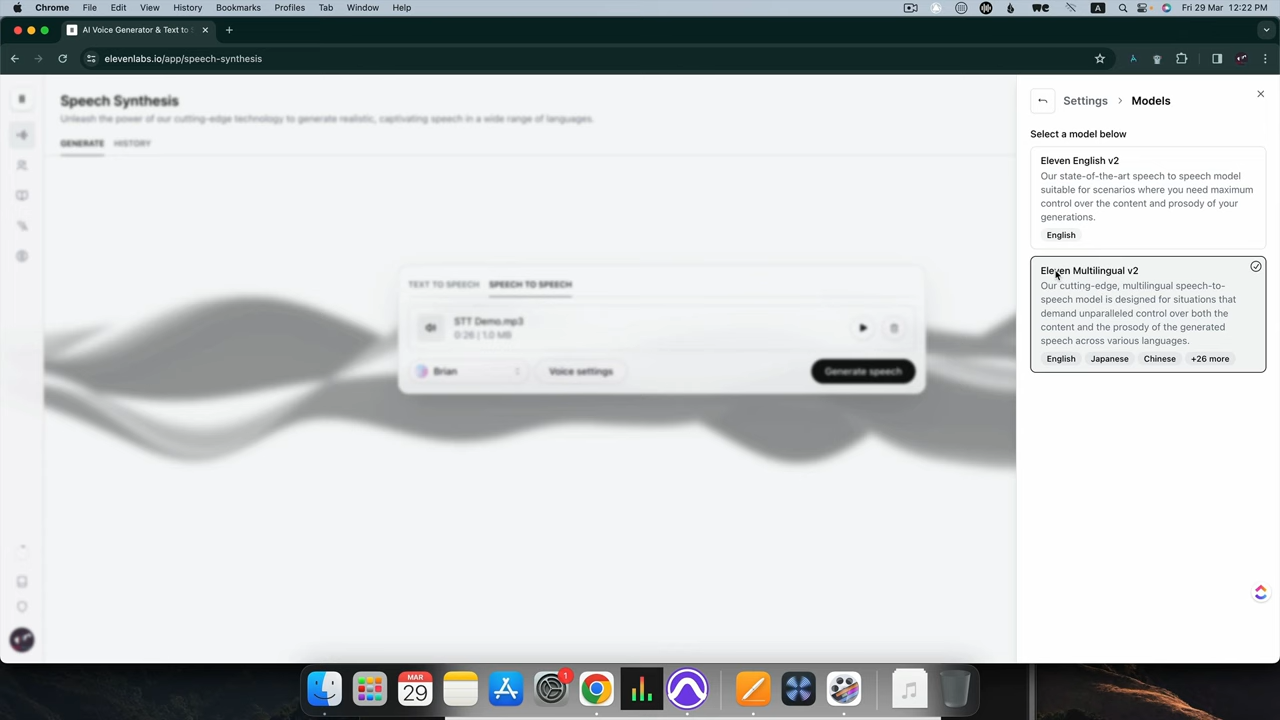 Chrome File Edit View History Bookmarks Profiles Tab Window Help
A
Fri 29 Mar 12:22 PM
AI Voice Generator & Text to S
elevenlabs.io/app/speech-synthesis
Speech Synthesis
Unleash the power of our cutting-edge technology to generate realistic, captivating speech in a wide range of languages.
GENERATE HISTORY
TEXT TO SPEECH SPEECH TO SPEECH
STT Demo.mp3
0:26 | 1.0 MB
Brian Voice settings Generate speech
Settings > Models
Select a model below
Eleven English v2
Our state-of-the-art speech to speech model
suitable for scenarios where you need maximum
control over the content and prosody of your
generations.
English
Eleven Multilingual v2
Our cutting-edge, multilingual speech-to-
speech model is designed for situations that
demand unparalleled control over both the
content and the prosody of the generated
speech across various languages.
English Japanese Chinese +26 more
MAR
29
1